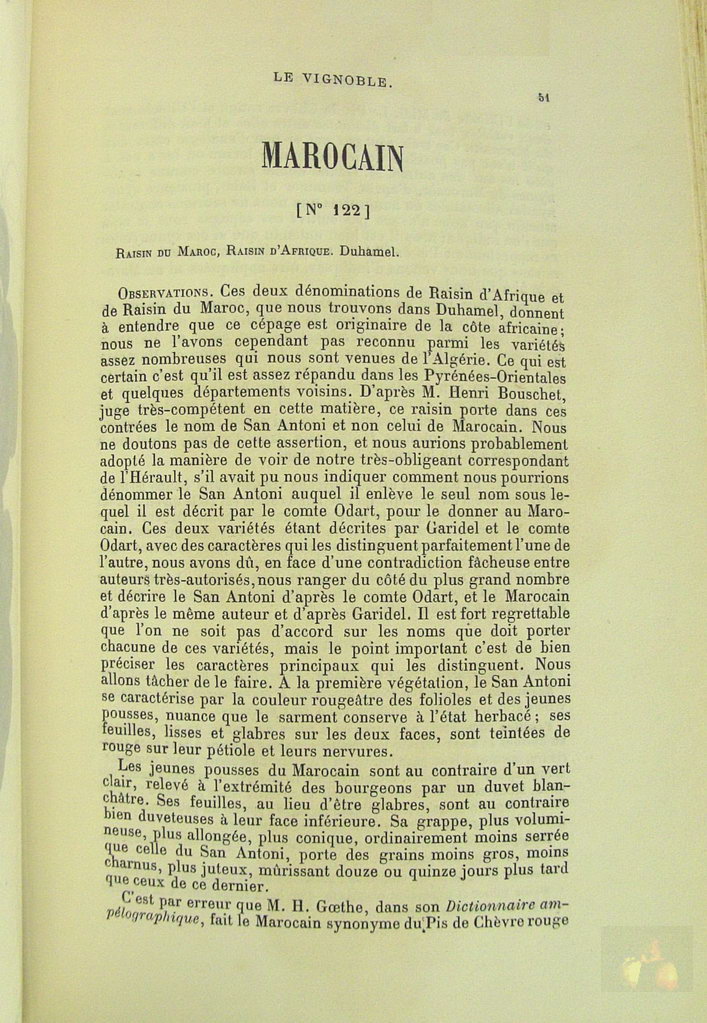 LE VIGNOBLE.
51
MAROCAIN
[N° 122]
RAISIN DU MAROC, RAISIN D'AFRIQUE. Duhamel.
OBSERVATIONS. Ces deux dénominations de Raisin d'Afrique et
de Raisin du Maroc, que nous trouvons dans Duhamel, donnent
à entendre que ce cépage est originaire de la côte africaine;
nous ne l'avons cependant pas reconnu parmi les variétés
assez nombreuses qui nous sont venues de l'Algérie. Ce qui est
certain c'est qu'il est assez répandu dans les Pyrénées-Orientales
et quelques départements voisins. D'après M. Henri Bouschet,
juge très-compétent en cette matière, ce raisin porte dans ces
contrées le nom de San Antoni et non celui de Marocain. Nous
ne doutons pas de cette assertion, et nous aurions probablement
adopté la manière de voir de notre très-obligeant correspondant
de l'Hérault, s'il avait pu nous indiquer comment nous pourrions
dénommer le San Antoni auquel il enlève le seul nom sous le-
quel il est décrit par le comte Odart, pour le donner au Maro-
cain. Ces deux variétés étant décrites par Garidel et le comte
Odart, avec des caractères qui les distinguent parfaitement l'une de
l'autre, nous avons dû, en face d'une contradiction fâcheuse entre
auteurs très-autorisés, nous ranger du côté du plus grand nombre
et décrire le San Antoni d'après le comte Odart, et le Marocain
d'après le même auteur et d'après Garidel. Il est fort regrettable
que l'on ne soit pas d'accord sur les noms que doit porter
chacune de ces variétés, mais le point important c'est de bien
préciser les caractères principaux qui les distinguent. Nous
allons tâcher de le faire. A la première végétation, le San Antoni
se caractérise par la couleur rougeâtre des folioles et des jeunes
pousses, nuance que le sarment conserve à l'état herbacé; ses
feuilles, lisses et glabres sur les deux faces, sont teintées de
rouge sur leur pétiole et leurs nervures.
Les jeunes pousses du Marocain sont au contraire d'un vert
clair, relevé à l'extrémité des bourgeons par un duvet blan-
châtre. Ses feuilles, au lieu d'être glabres, sont au contraire
bien duveteuses à leur face inférieure. Sa grappe, plus volumi-
neuse, plus allongée, plus conique, ordinairement moins serrée
que celle du San Antoni, porte des grains moins gros, moins
charnus, plus juteux, mûrissant douze ou quinze jours plus tard
que ceux de ce dernier.
C'est par erreur que M. H. Gœthe, dans son Dictionnaire am-
pélographique, fait le Marocain synonyme du Pis de Chèvre rouge